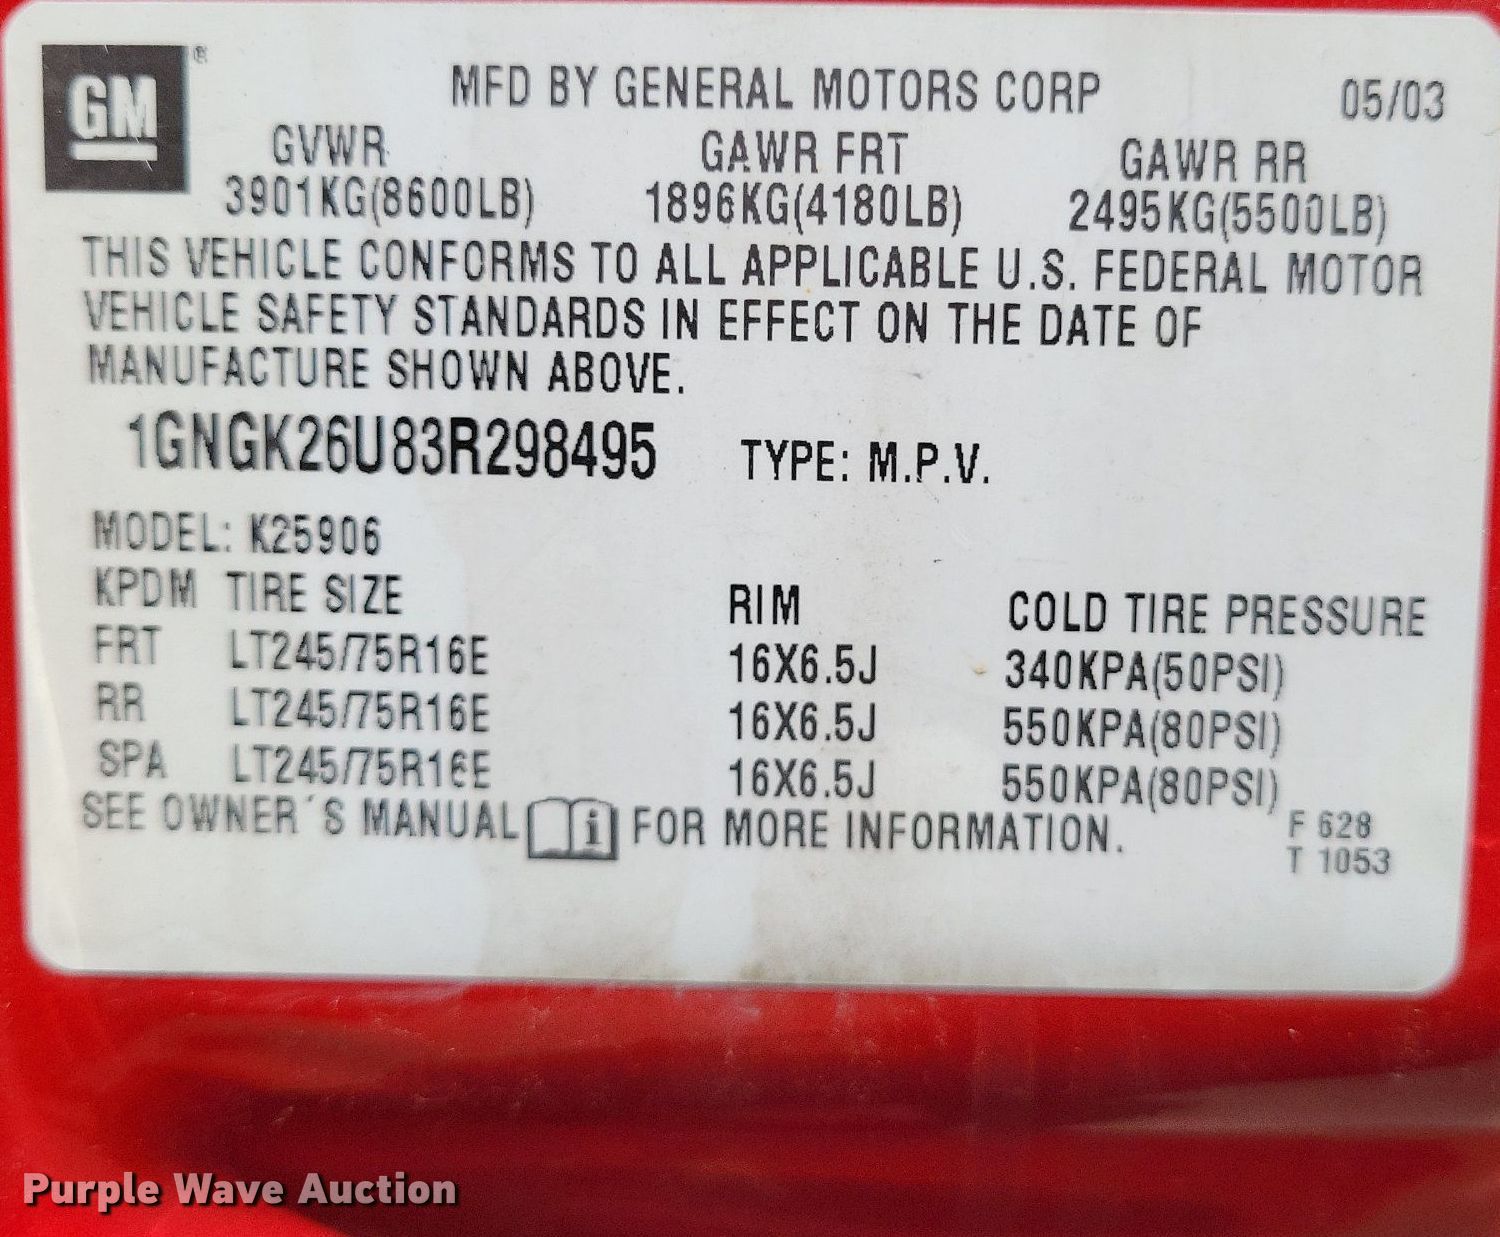 GM®
MFD BY GENERAL MOTORS CORP 05/03
GVWR GAWR FRT GAWR RR
3901KG(8600LB) 1896KG(4180LB) 2495KG(5500LB)
THIS VEHICLE CONFORMS TO ALL APPLICABLE U.S. FEDERAL MOTOR
VEHICLE SAFETY STANDARDS IN EFFECT ON THE DATE OF
MANUFACTURE SHOWN ABOVE.
1GNGK26U83R298495 TYPE: M.P.V.
MODEL: K25906
KPDM TIRE SIZE RIM COLD TIRE PRESSURE
FRT LT245/75R16E 16X6.5J 340KPA(50PSI)
RR LT245/75R16E 16X6.5J 550KPA(80PSI)
SPA LT245/75R16E 16X6.5J 550KPA(80PSI)
SEE OWNER´S MANUAL i FOR MORE INFORMATION.
F 628
T 1053
Purple Wave Auction